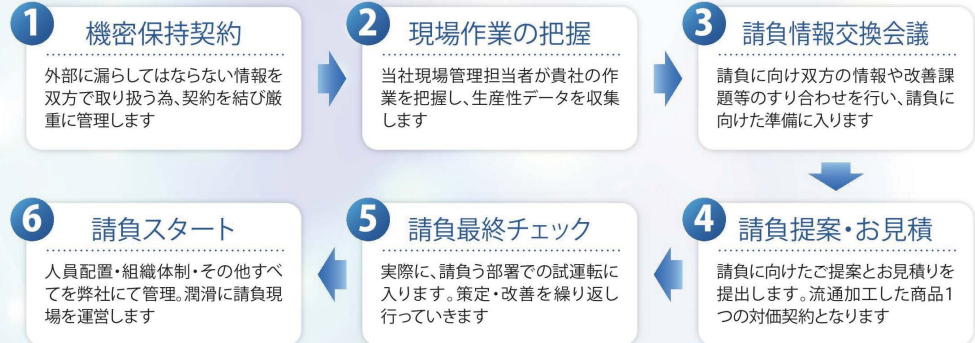 1
機密保持契約
外部に漏らしてはならない情報を
双方で取り扱う為、契約を結び厳
重に管理します
2
現場作業の把握
当社現場管理担当者が貴社の作
業を把握し、生産性データを収集
します
3
請負情報交換会議
請負に向け双方の情報や改善課
題等のすり合わせを行い、請負に
向けた準備に入ります
4
請負提案・お見積
請負に向けたご提案とお見積りを
提出します。流通加工した商品1
つの対価契約となります
5
請負最終チェック
実際に、請負う部署での試運転に
入ります。策定・改善を繰り返し
行っていきます
6
請負スタート
人員配置・組織体制・その他すべ
てを弊社にて管理。潤滑に請負現
場を運営します